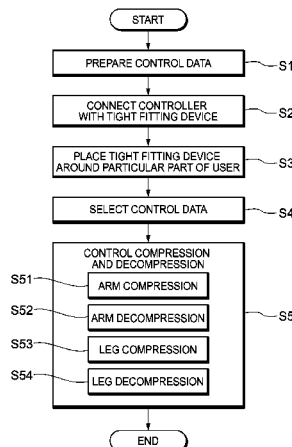 START
PREPARE CONTROL DATA
S1
CONNECT CONTROLLER
WITH TIGHT FITTING DEVICE
S2
PLACE TIGHT FITTING DEVICE
AROUND PARTICULAR PART OF USER
S3
SELECT CONTROL DATA
S4
CONTROL COMPRESSION
AND DECOMPRESSION
S51
ARM COMPRESSION
S52
ARM DECOMPRESSION
S5
S53
LEG COMPRESSION
S54
LEG DECOMPRESSION
END